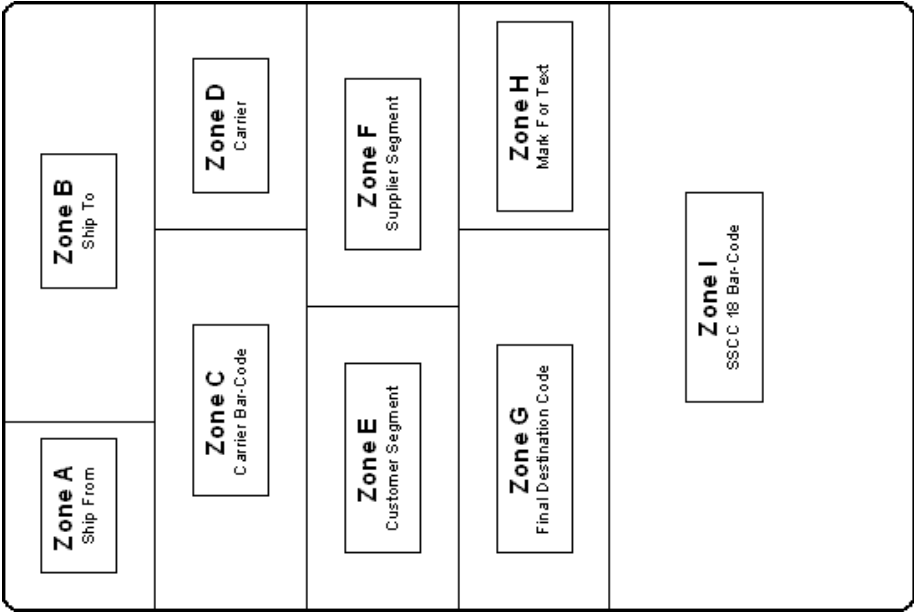 Zone A
Ship From
Zone B
Ship To
Zone C
Carrier Bar-Code
Zone D
Carrier
Zone E
Customer Segment
Zone F
Supplier Segment
Zone G
Final Destination Code
Zone H
Mark For Text
Zone I
SSCC 18 Bar-Code